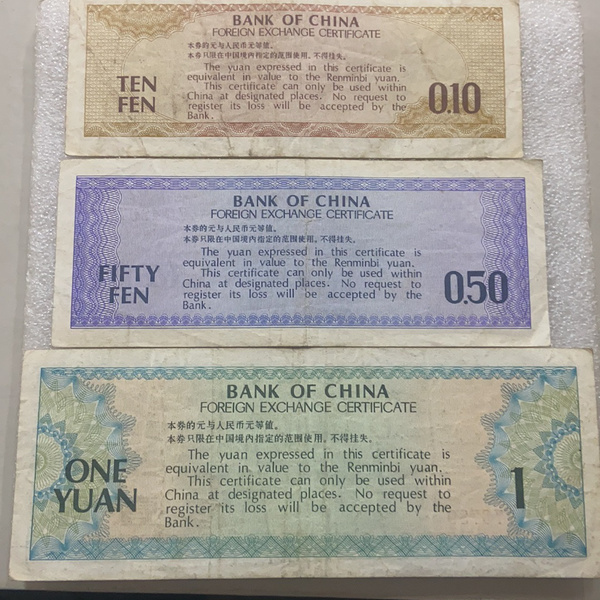 BANK OF CHINA
FOREIGN EXCHANGE CERTIFICATE
本券的元与人民币元等值。
本券只限在中国境内指定的范围使用，不得挂失。
The yuan expressed in this certificate is
equivalent in value to the Renminbi yuan.
This certificate can only be used within
China at designated places. No request to
register its loss will be accepted by the
Bank.
TEN
FEN
0.10
BANK OF CHINA
FOREIGN EXCHANGE CERTIFICATE
本券的元与人民币元等值。
本券只限在中国境内指定的范围使用，不得挂失。
The yuan expressed in this certificate is
equivalent in value to the Renminbi yuan.
This certificate can only be used within
China at designated places. No request to
register its loss will be accepted by the
Bank.
FIFTY
FEN
0.50
BANK OF CHINA
FOREIGN EXCHANGE CERTIFICATE
本券的元与人民币元等值。
本券只限在中国境内指定的范围使用，不得挂失。
The yuan expressed in this certificate is
equivalent in value to the Renminbi yuan.
This certificate can only be used within
China at designated places. No request to
register its loss will be accepted by the
Bank.
ONE
YUAN
1